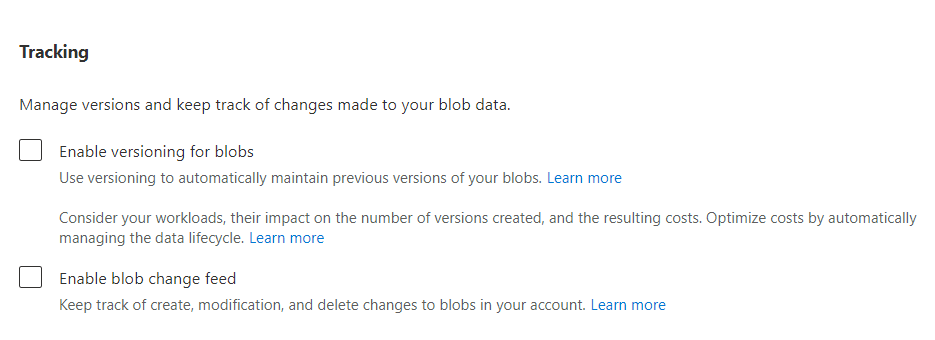 Tracking
Manage versions and keep track of changes made to your blob data.
Enable versioning for blobs
Use versioning to automatically maintain previous versions of your blobs. Learn more
Consider your workloads, their impact on the number of versions created, and the resulting costs. Optimize costs by automatically
managing the data lifecycle. Learn more
Enable blob change feed
Keep track of create, modification, and delete changes to blobs in your account. Learn more